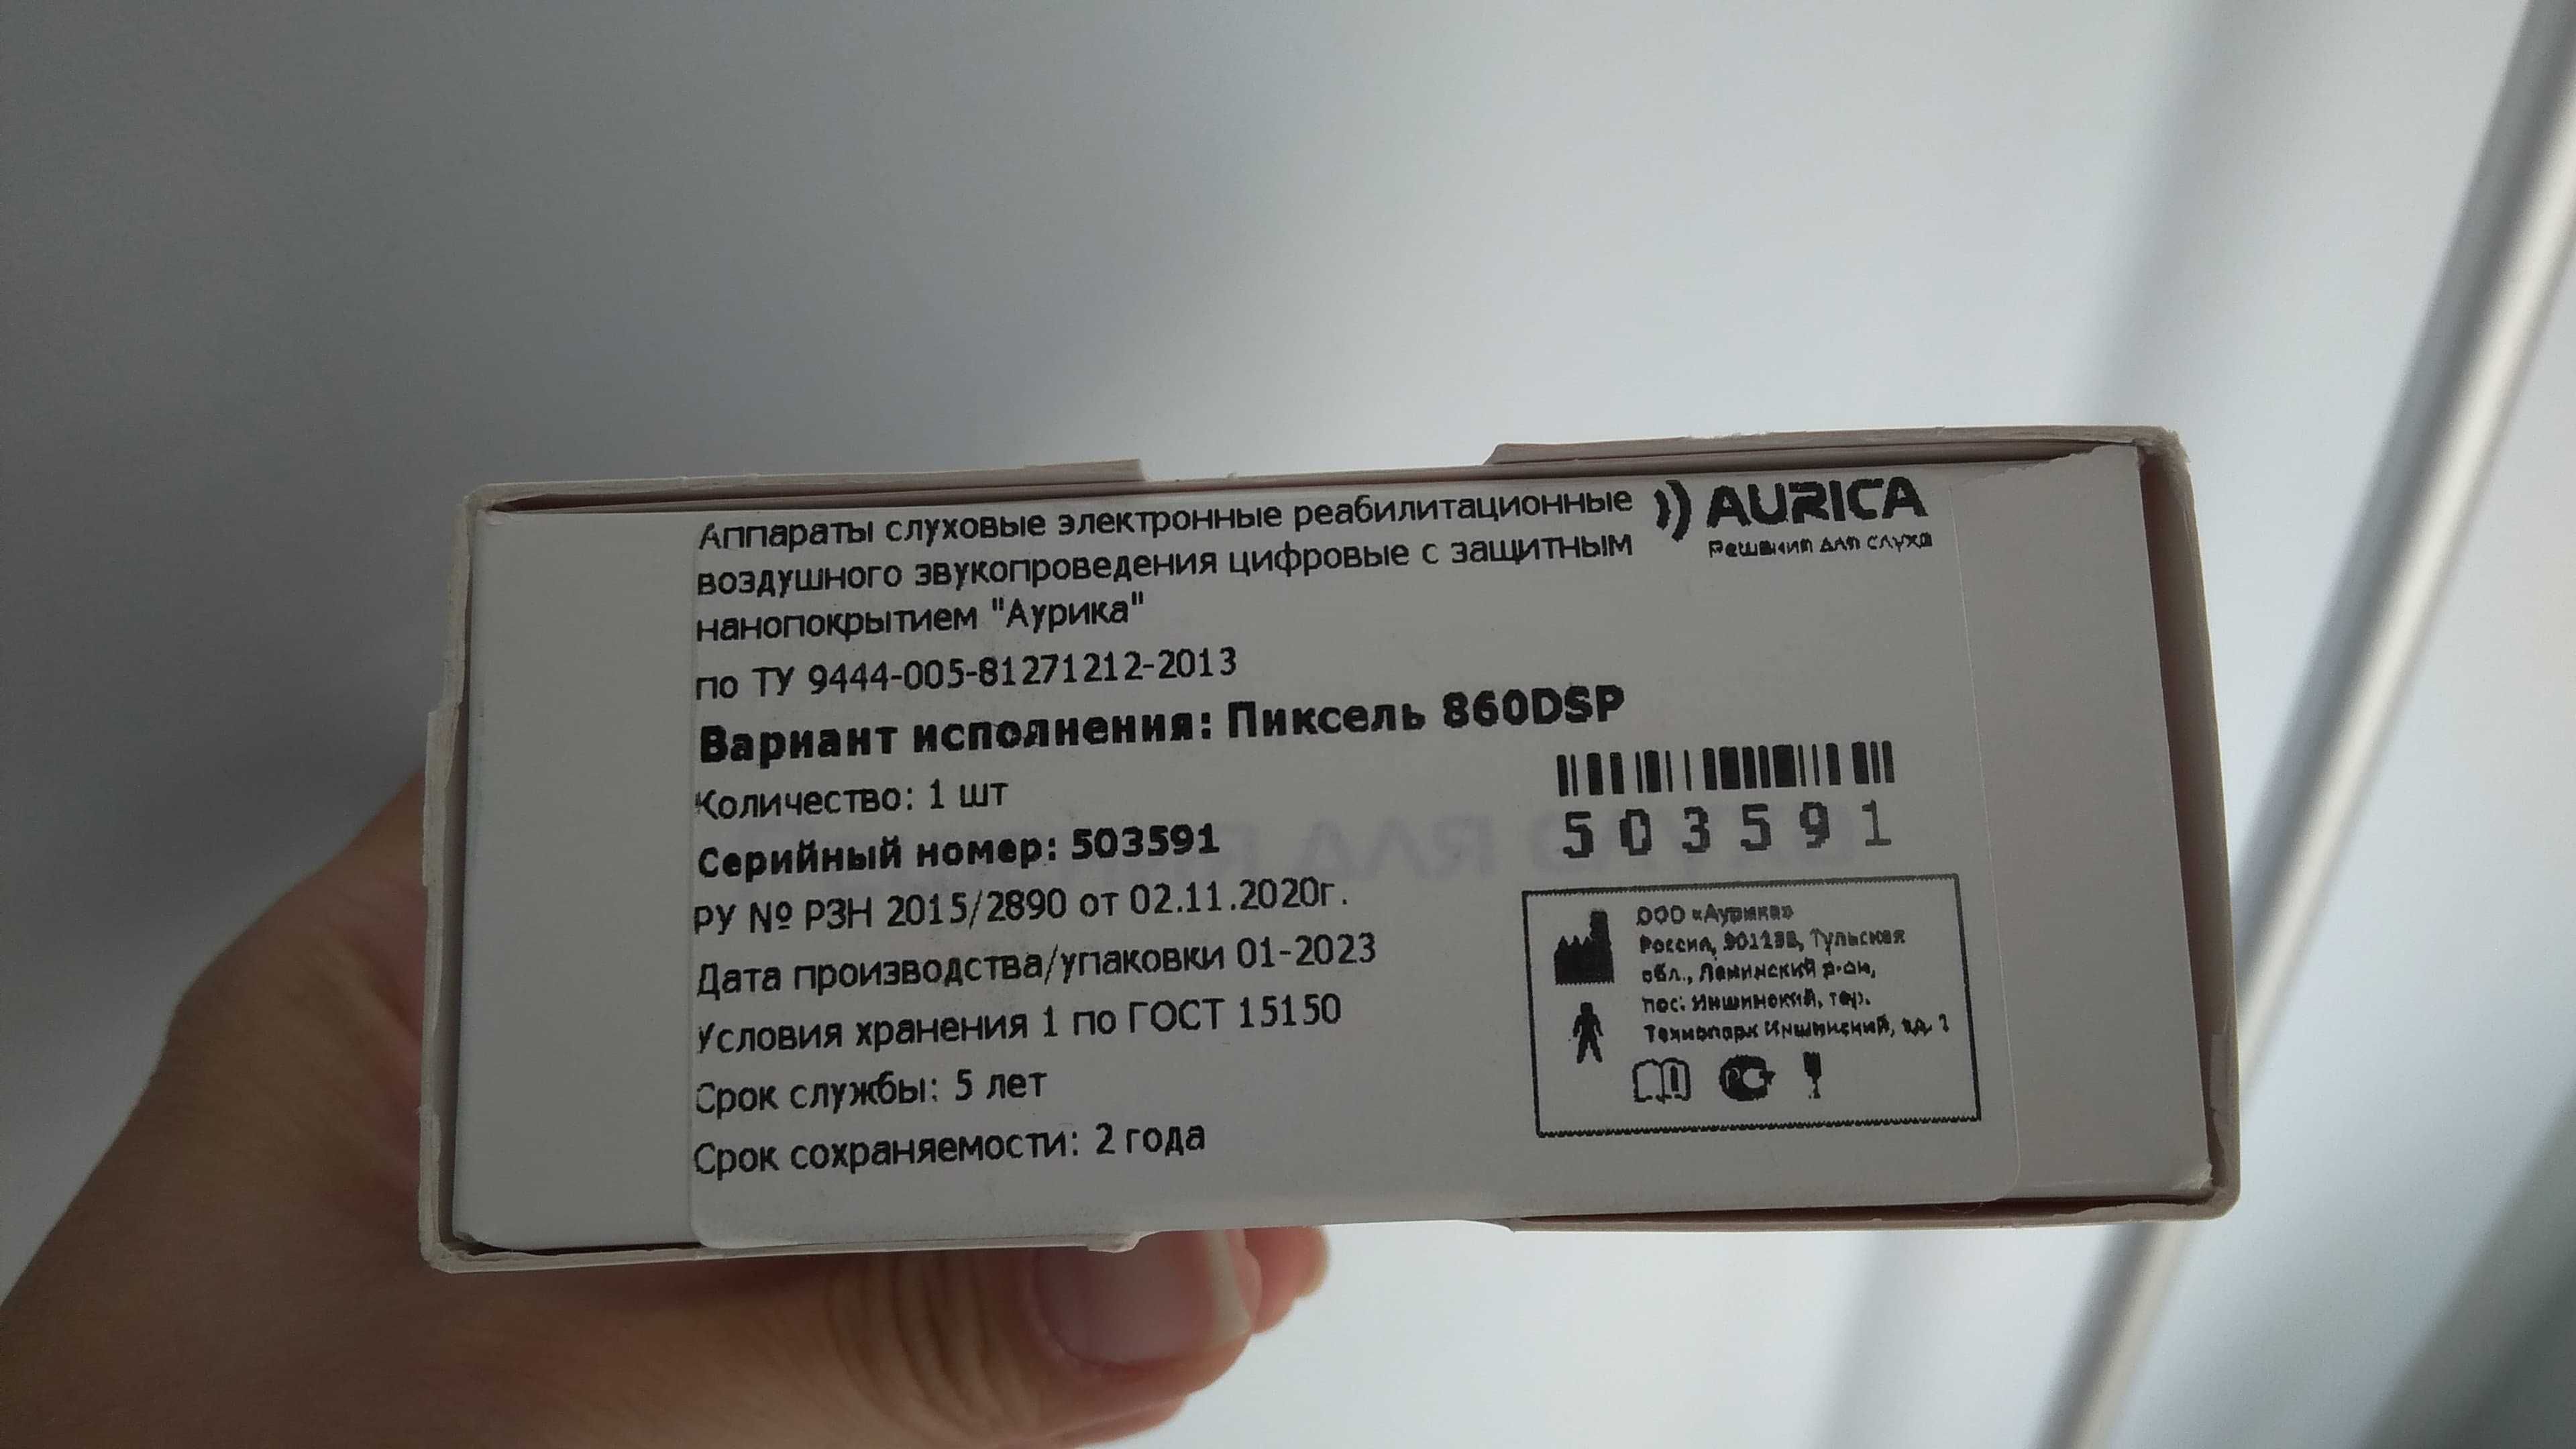 Аппараты слуховые электронные реабилитационные
воздушного звукопроведения цифровые с защитным
нанопокрытием "Аурика"
по ТУ 9444-005-81271212-2013
Вариант исполнения: Пиксель 860DSP
Количество: 1 шт
Серийный номер: 503591
РУ № РЗН 2015/2890 от 02.11.2020г.
Дата производства/упаковки 01-2023
Условия хранения 1 по ГОСТ 15150
Срок службы: 5 лет
Срок сохраняемости: 2 года
AURICA
Решения для слуха
503591
ООО «Аурика»
Россия, Тульская
обл., Ленинский р-он,
пос. Иншинский, тер.
Технопарк Иншинский, зд. 1